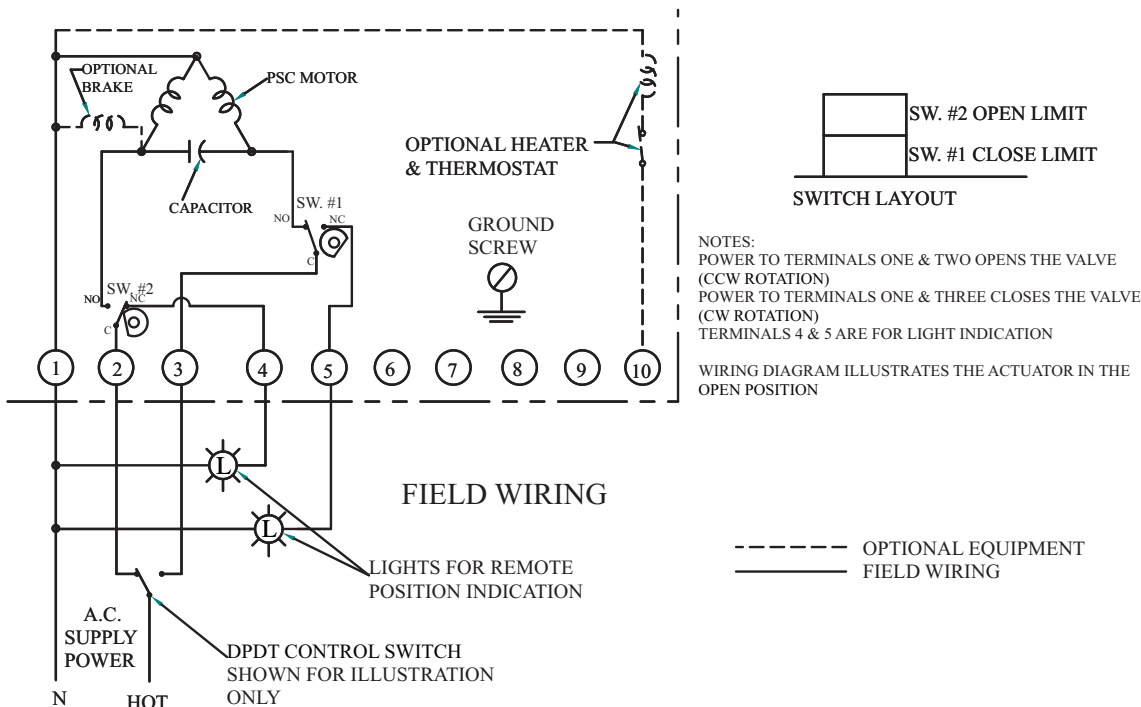 OPTIONAL
BRAKE
PSC MOTOR
CAPACITOR
OPTIONAL HEATER
& THERMOSTAT
SW. #1
NO
NC
C
GROUND
SCREW
SW. #2
NO
NC
C
1
2
3
4
5
6
7
8
9
10
SW. #2 OPEN LIMIT
SW. #1 CLOSE LIMIT
SWITCH LAYOUT
NOTES:
POWER TO TERMINALS ONE & TWO OPENS THE VALVE
(CCW ROTATION)
POWER TO TERMINALS ONE & THREE CLOSES THE VALVE
(CW ROTATION)
TERMINALS 4 & 5 ARE FOR LIGHT INDICATION
WIRING DIAGRAM ILLUSTRATES THE ACTUATOR IN THE
OPEN POSITION
L
L
FIELD WIRING
LIGHTS FOR REMOTE
POSITION INDICATION
A.C.
SUPPLY
POWER
DPDT CONTROL SWITCH
SHOWN FOR ILLUSTRATION
ONLY
N
HOT
OPTIONAL EQUIPMENT
FIELD WIRING